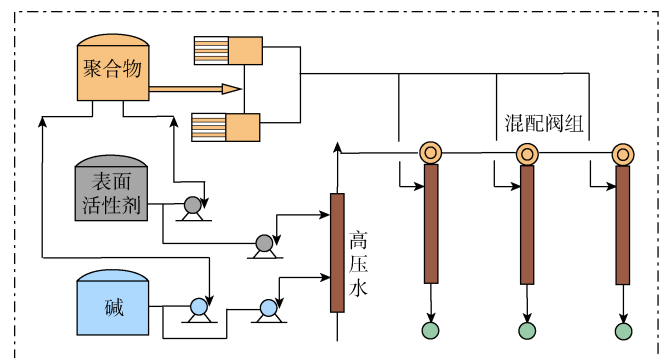 聚合物
混配阀组
表面
活性剂
高
压
水
碱